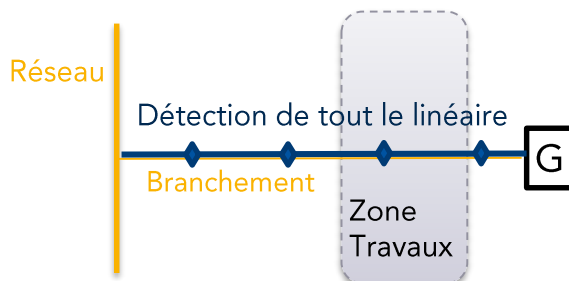 Réseau
Détection de tout le linéaire
Branchement
G
Zone
Travaux